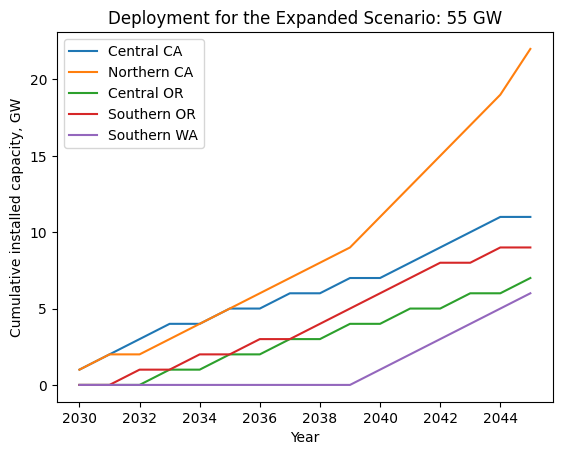 Deployment for the Expanded Scenario: 55 GW
Central CA
Northern CA
Central OR
Southern OR
Southern WA
Cumulative installed capacity, GW
20
15
10
5
0
2030 2032 2034 2036 2038 2040 2042 2044
Year